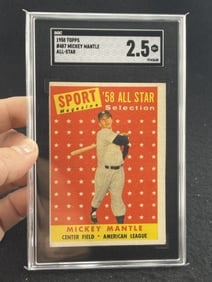 1958 TOPPS
#487 MICKEY MANTLE
ALL-STAR
2.5
SPORT
Magazine
'58 ALL STAR
Selection
MICKEY MANTLE
CENTER FIELD · AMERICAN LEAGUE